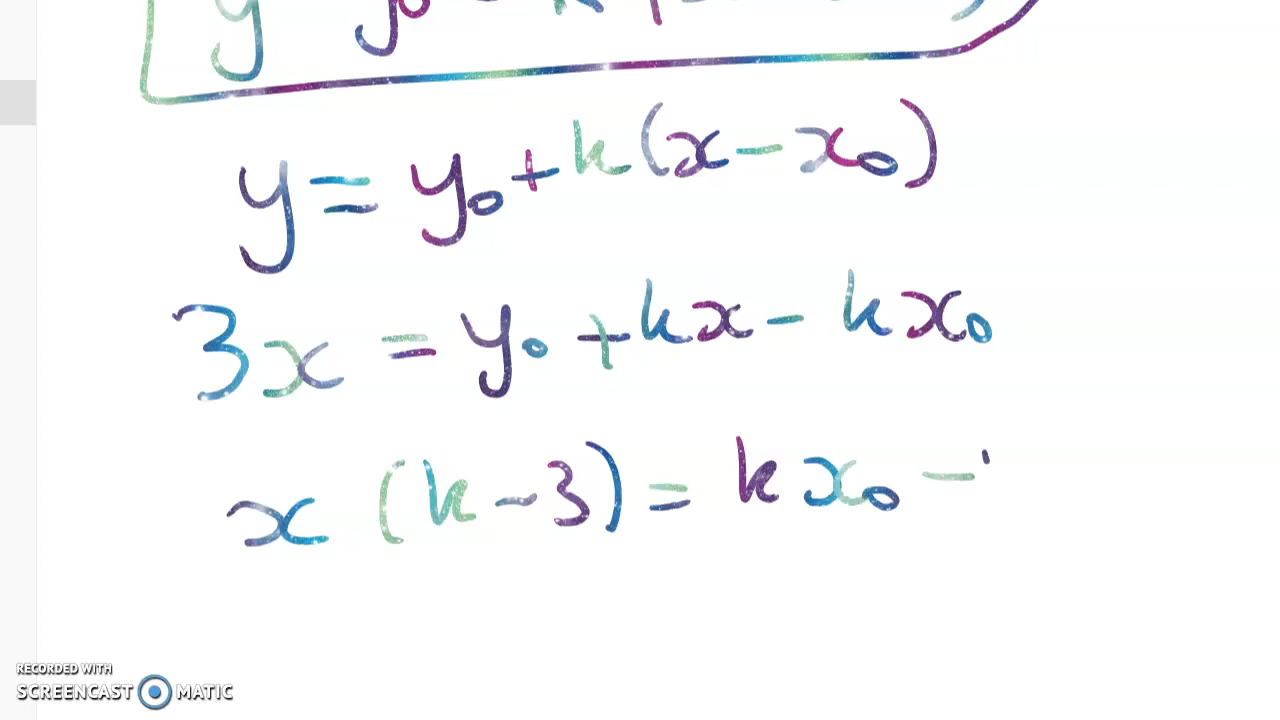 y = y₀ + k(x - x₀)
3x = y₀ + kx - kx₀
x (k - 3) = kx₀ -
RECORDED WITH
SCREENCAST MATIC